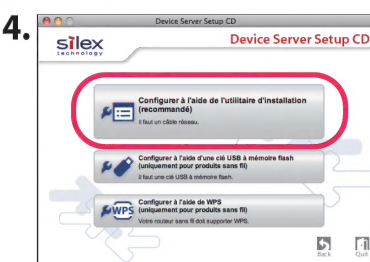 4.
Device Server Setup CD
silex
technology
Device Server Setup CD
Configurer à l'aide de l'utilitaire d'installation
(recommandé)
Il faut un câble réseau.
Configurer à l'aide d'une clé USB à mémoire flash
(uniquement pour produits sans fil)
Il faut une clé USB à mémoire flash.
WPS
Configurer à l'aide de WPS
(uniquement pour produits sans fil)
Votre routeur sans fil doit supporter WPS.
Back
Quit